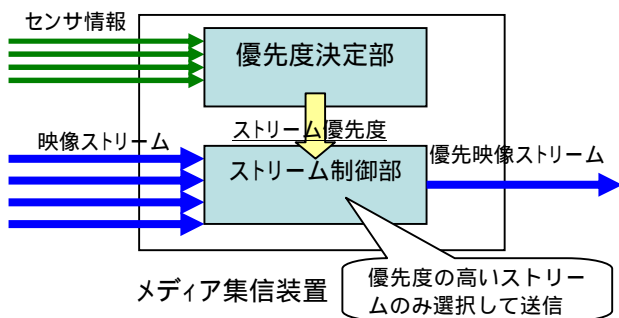 センサ情報
優先度決定部
ストリーム優先度
映像ストリーム
ストリーム制御部
優先映像ストリーム
メディア集信装置
優先度の高いストリー
ムのみ選択して送信